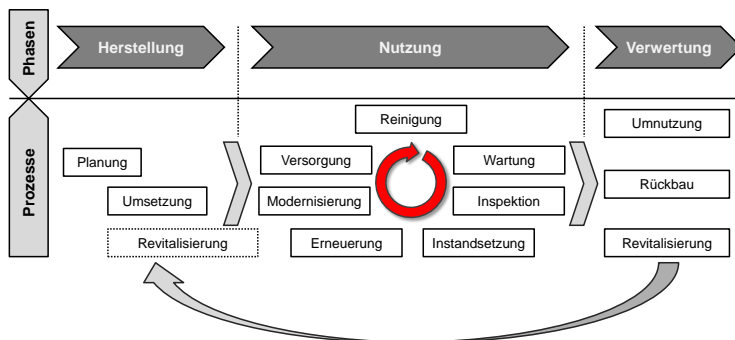 Phasen
Herstellung
Nutzung
Verwertung
Prozesse
Planung
Umsetzung
Revitalisierung
Reinigung
Versorgung
Wartung
Modernisierung
Inspektion
Erneuerung
Instandsetzung
Umnutzung
Rückbau
Revitalisierung